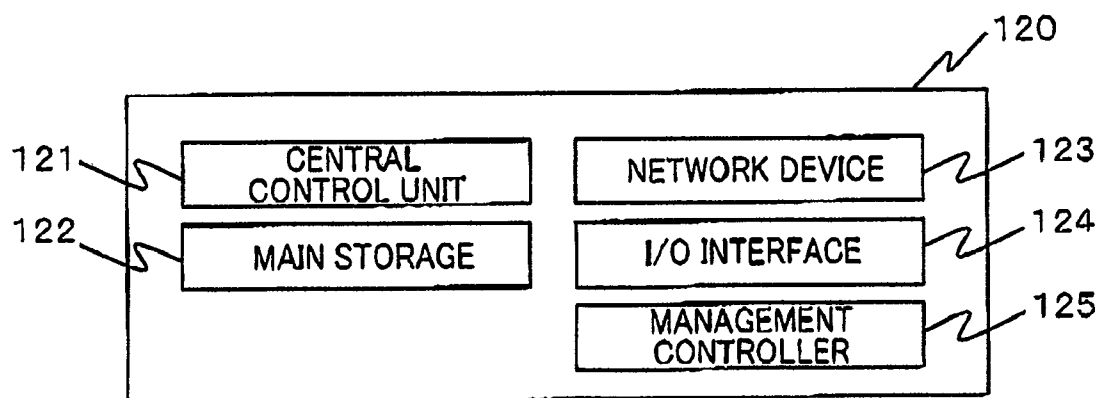 120
121
CENTRAL
CONTROL UNIT
NETWORK DEVICE
123
122
MAIN STORAGE
I/O INTERFACE
124
MANAGEMENT
CONTROLLER
125